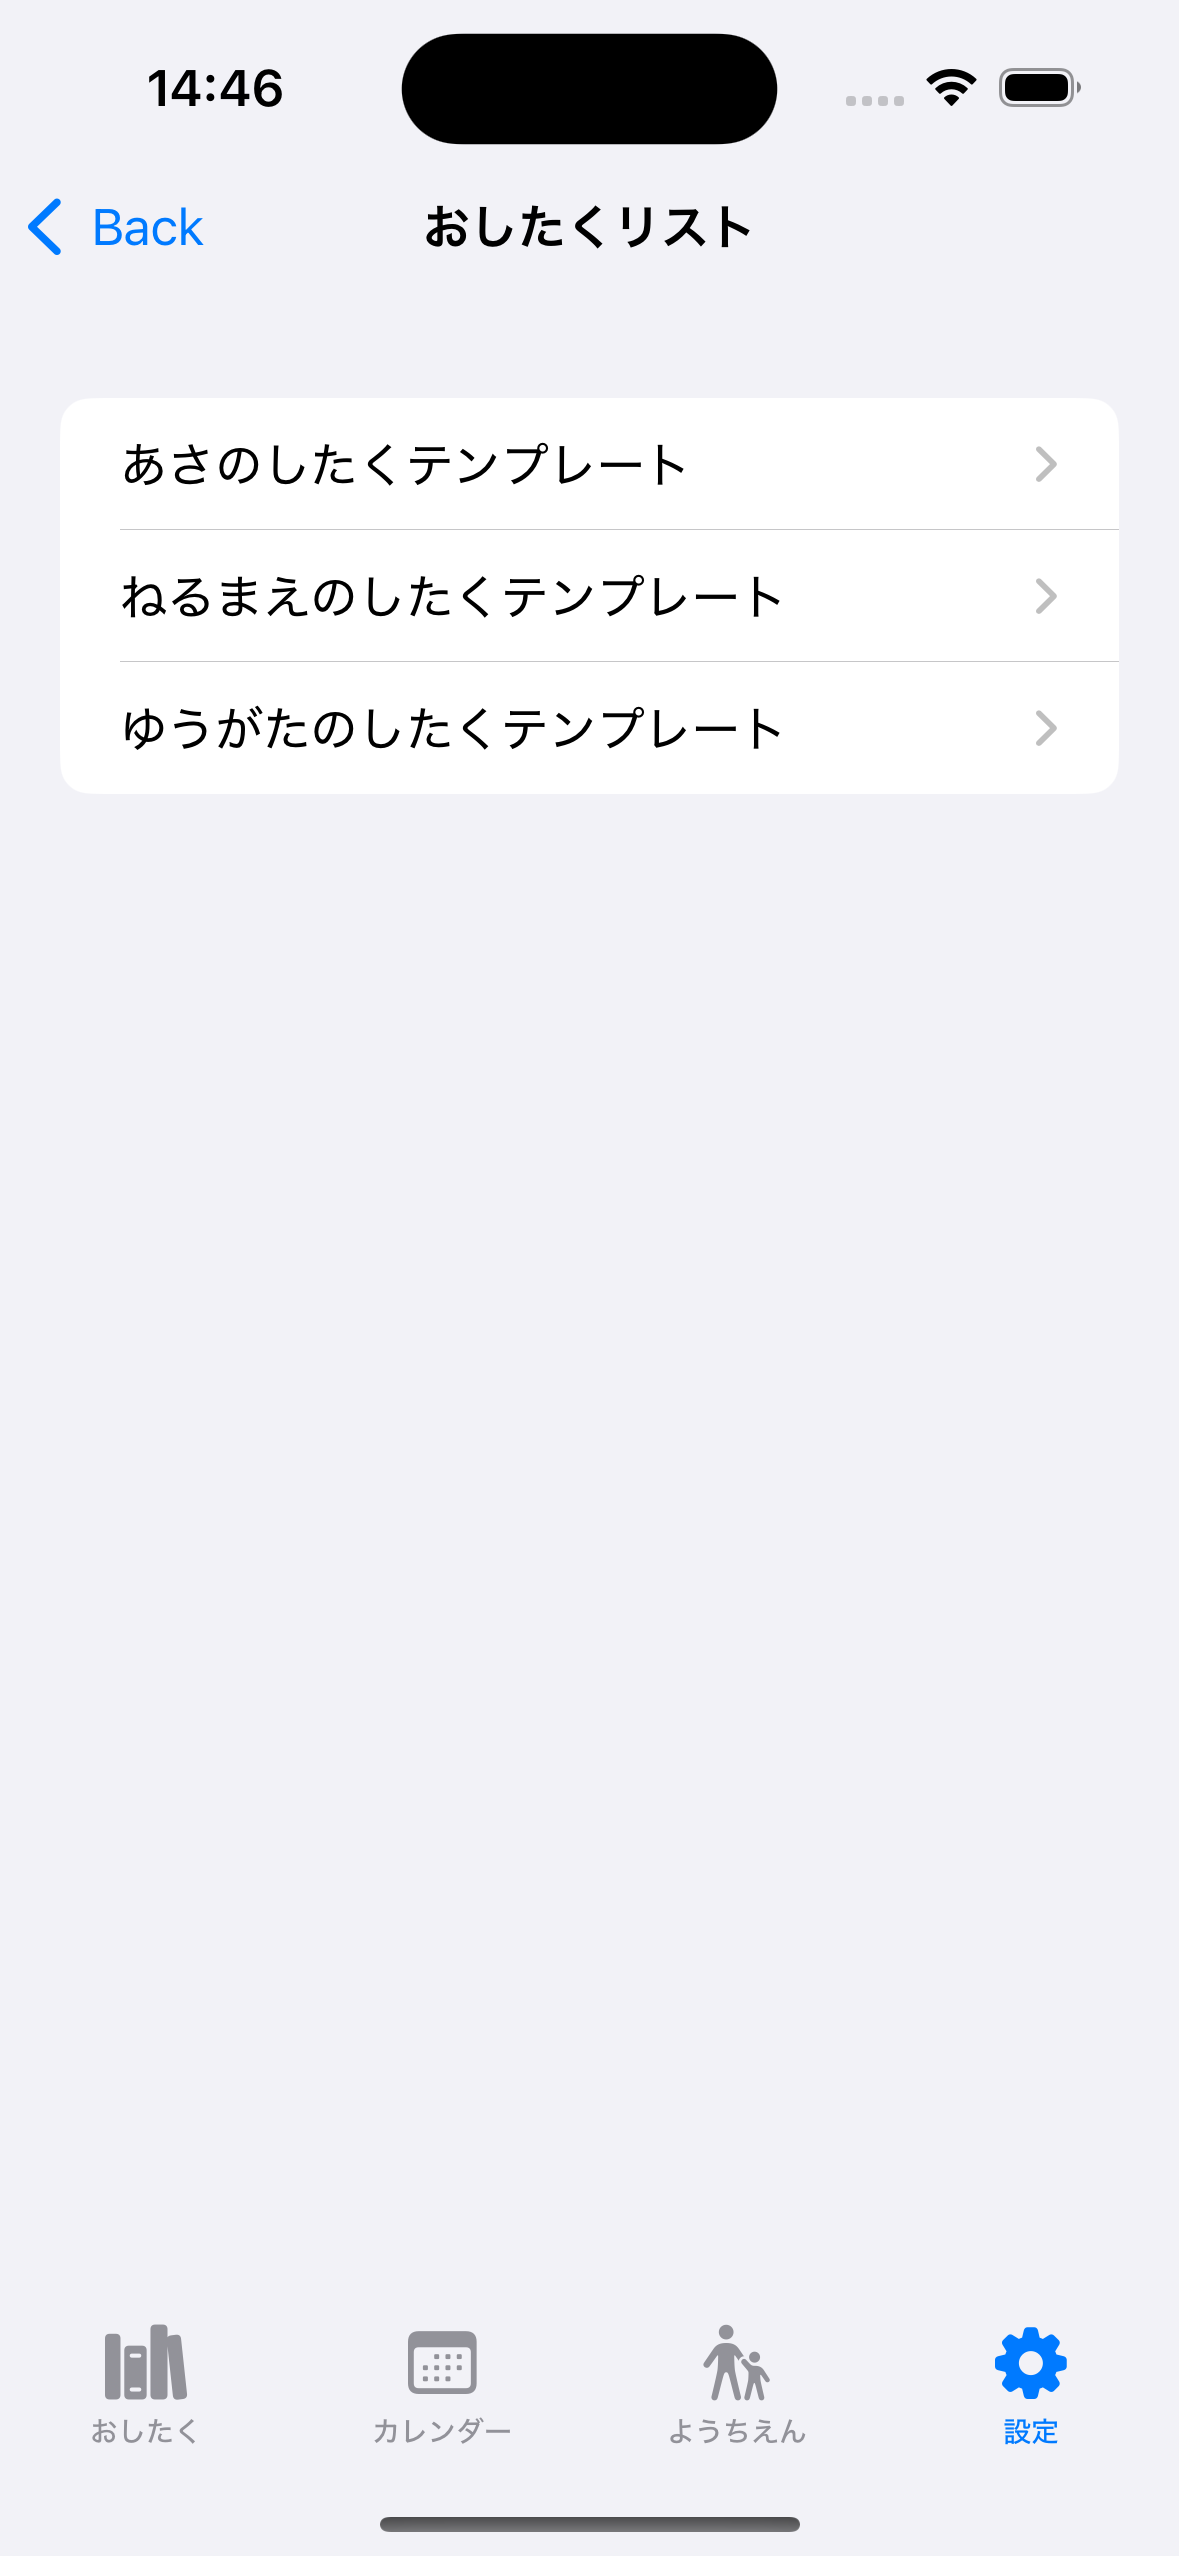 14:46
Back
おしたくリスト
あさのしたくテンプレート
ねるまえのしたくテンプレート
ゆうがたのしたくテンプレート
おしたく
カレンダー
ようちえん
設定